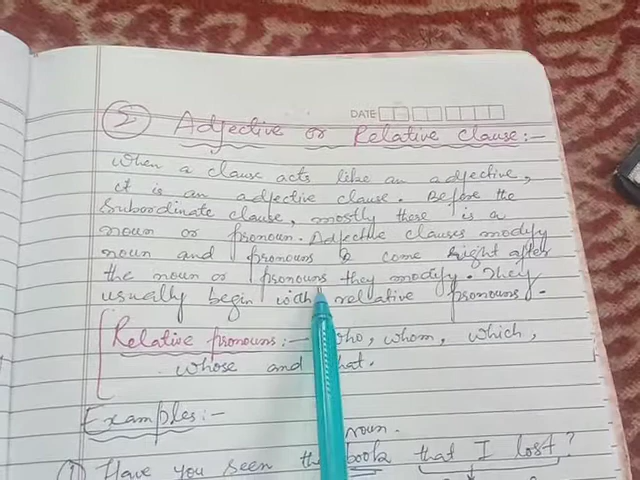 DATE
② Adjective or Relative Clause:-
When a clause acts like an adjective,
it is an adjective clause. Before the
Subordinate clause, mostly there is a
noun or pronoun. Adjective clauses modify
noun and pronouns & come right after
the noun or pronouns they modify. They
usually begin with relative pronouns.
Relative pronouns:- who, whom, which,
whose and that.
Examples:-
noun.
① Have you seen the book that I lost?